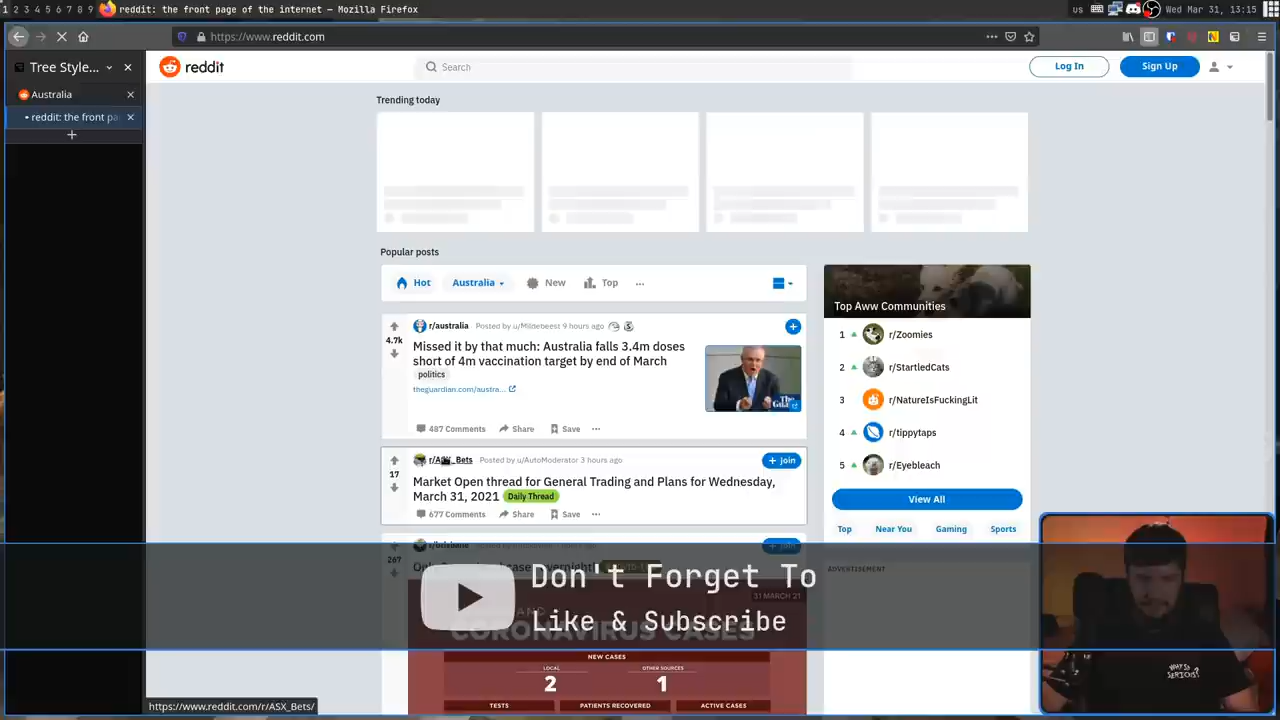 1 2 3 4 5 6 7 8 9 reddit: the front page of the internet — Mozilla Firefox
us Wed Mar 31, 13:15
https://www.reddit.com
Tree Style...
Australia
reddit: the front pa
reddit
Search
Log In
Sign Up
Trending today
Popular posts
Hot
Australia
New
Top
r/australia Posted by u/Mildebeest 9 hours ago
4.7k
Missed it by that much: Australia falls 3.4m doses
short of 4m vaccination target by end of March
politics
theguardian.com/austra...
487 Comments Share Save
Posted by u/AutoModerator 3 hours ago
+ Join
17
Market Open thread for General Trading and Plans for Wednesday,
March 31, 2021 Daily Thread
677 Comments Share Save
Top Aww Communities
1 r/Zoomies
2 r/StartledCats
3 r/NatureIsFuckingLit
4 r/tippytaps
5 r/Eyebleach
View All
Top Near You Gaming Sports
ADVERTISEMENT
267
Don't Forget To
Like & Subscribe
31 MARCH 21
CORONAVIRUS CASES
NEW CASES
LOCAL
2
OTHER SOURCES
1
TESTS
PATIENTS RECOVERED
ACTIVE CASES
https://www.reddit.com/r/ASX_Bets/